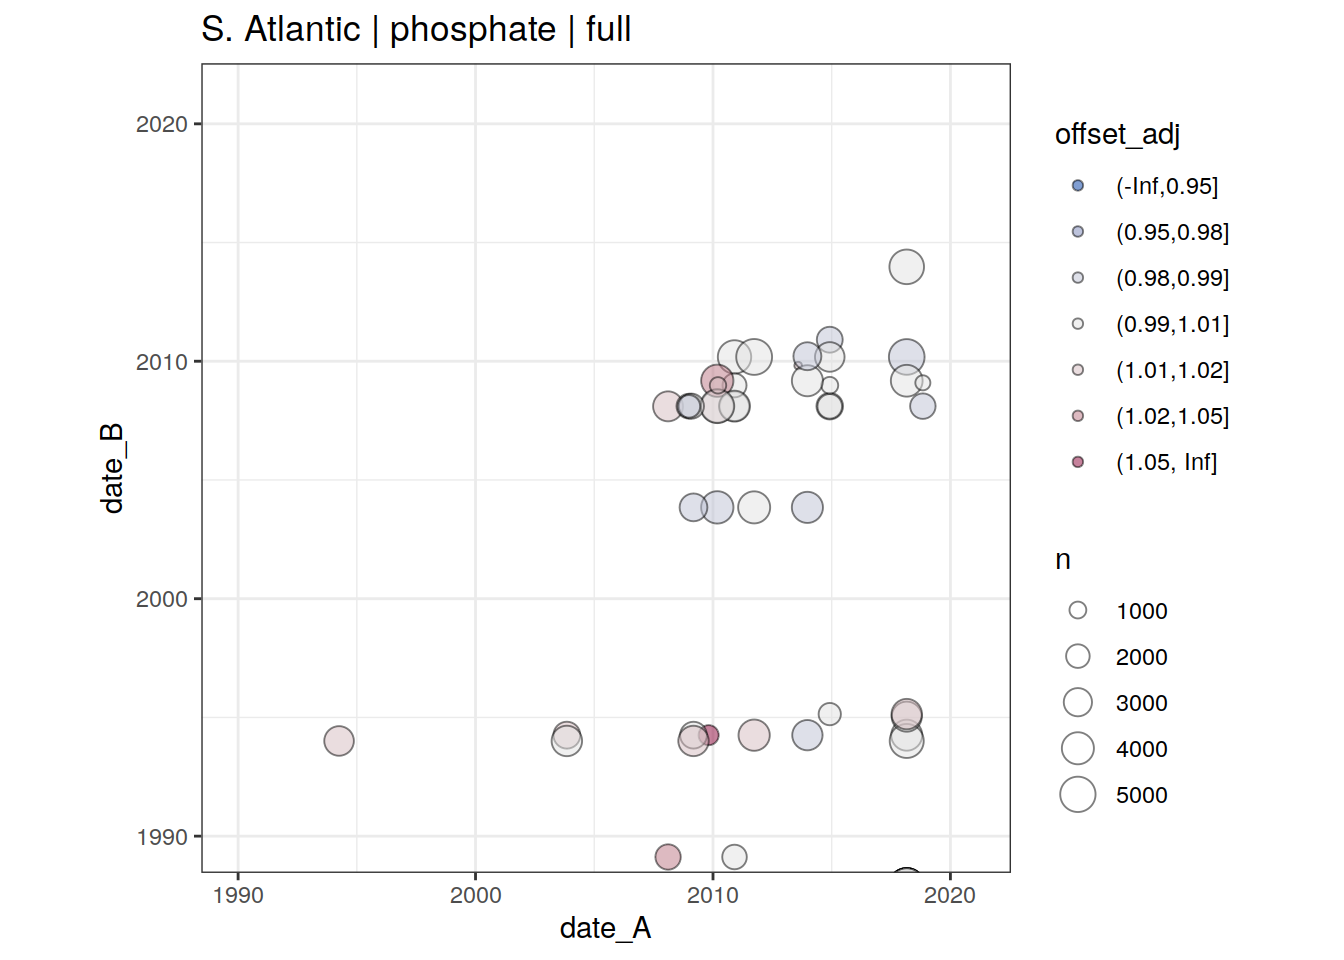 S. Atlantic | phosphate | full
2020
2010
2000
1990
date_B
1990
2000
2010
2020
date_A
offset_adj
(-Inf,0.95]
(0.95,0.98]
(0.98,0.99]
(0.99,1.01]
(1.01,1.02]
(1.02,1.05]
(1.05, Inf]
n
1000
2000
3000
4000
5000